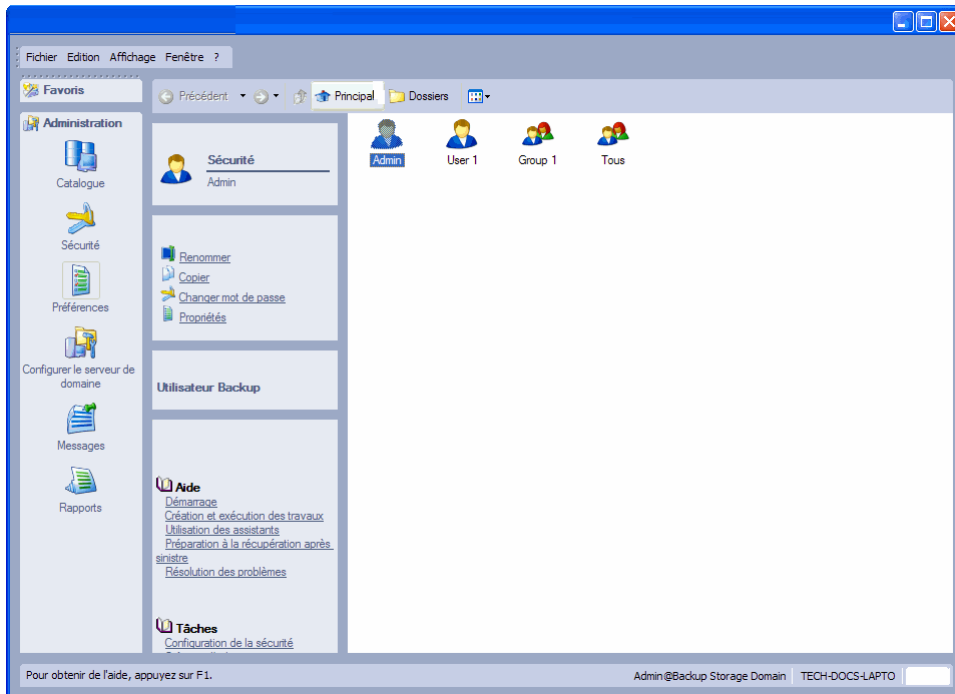 Fichier Edition Affichage Fenêtre ?
Favoris
Précédent
Principal
Dossiers
Administration
Catalogue
Sécurité
Préférences
Configurer le serveur de
domaine
Messages
Rapports
Sécurité
Admin
Renommer
Copier
Changer mot de passe
Propriétés
Utilisateur Backup
Aide
Démarrage
Création et exécution des travaux
Utilisation des assistants
Préparation à la récupération après
sinistre
Résolution des problèmes
Tâches
Configuration de la sécurité
Admin
User 1
Group 1
Tous
Pour obtenir de l'aide, appuyez sur F1.
Admin@Backup Storage Domain
TECH-DOCS-LAPTO